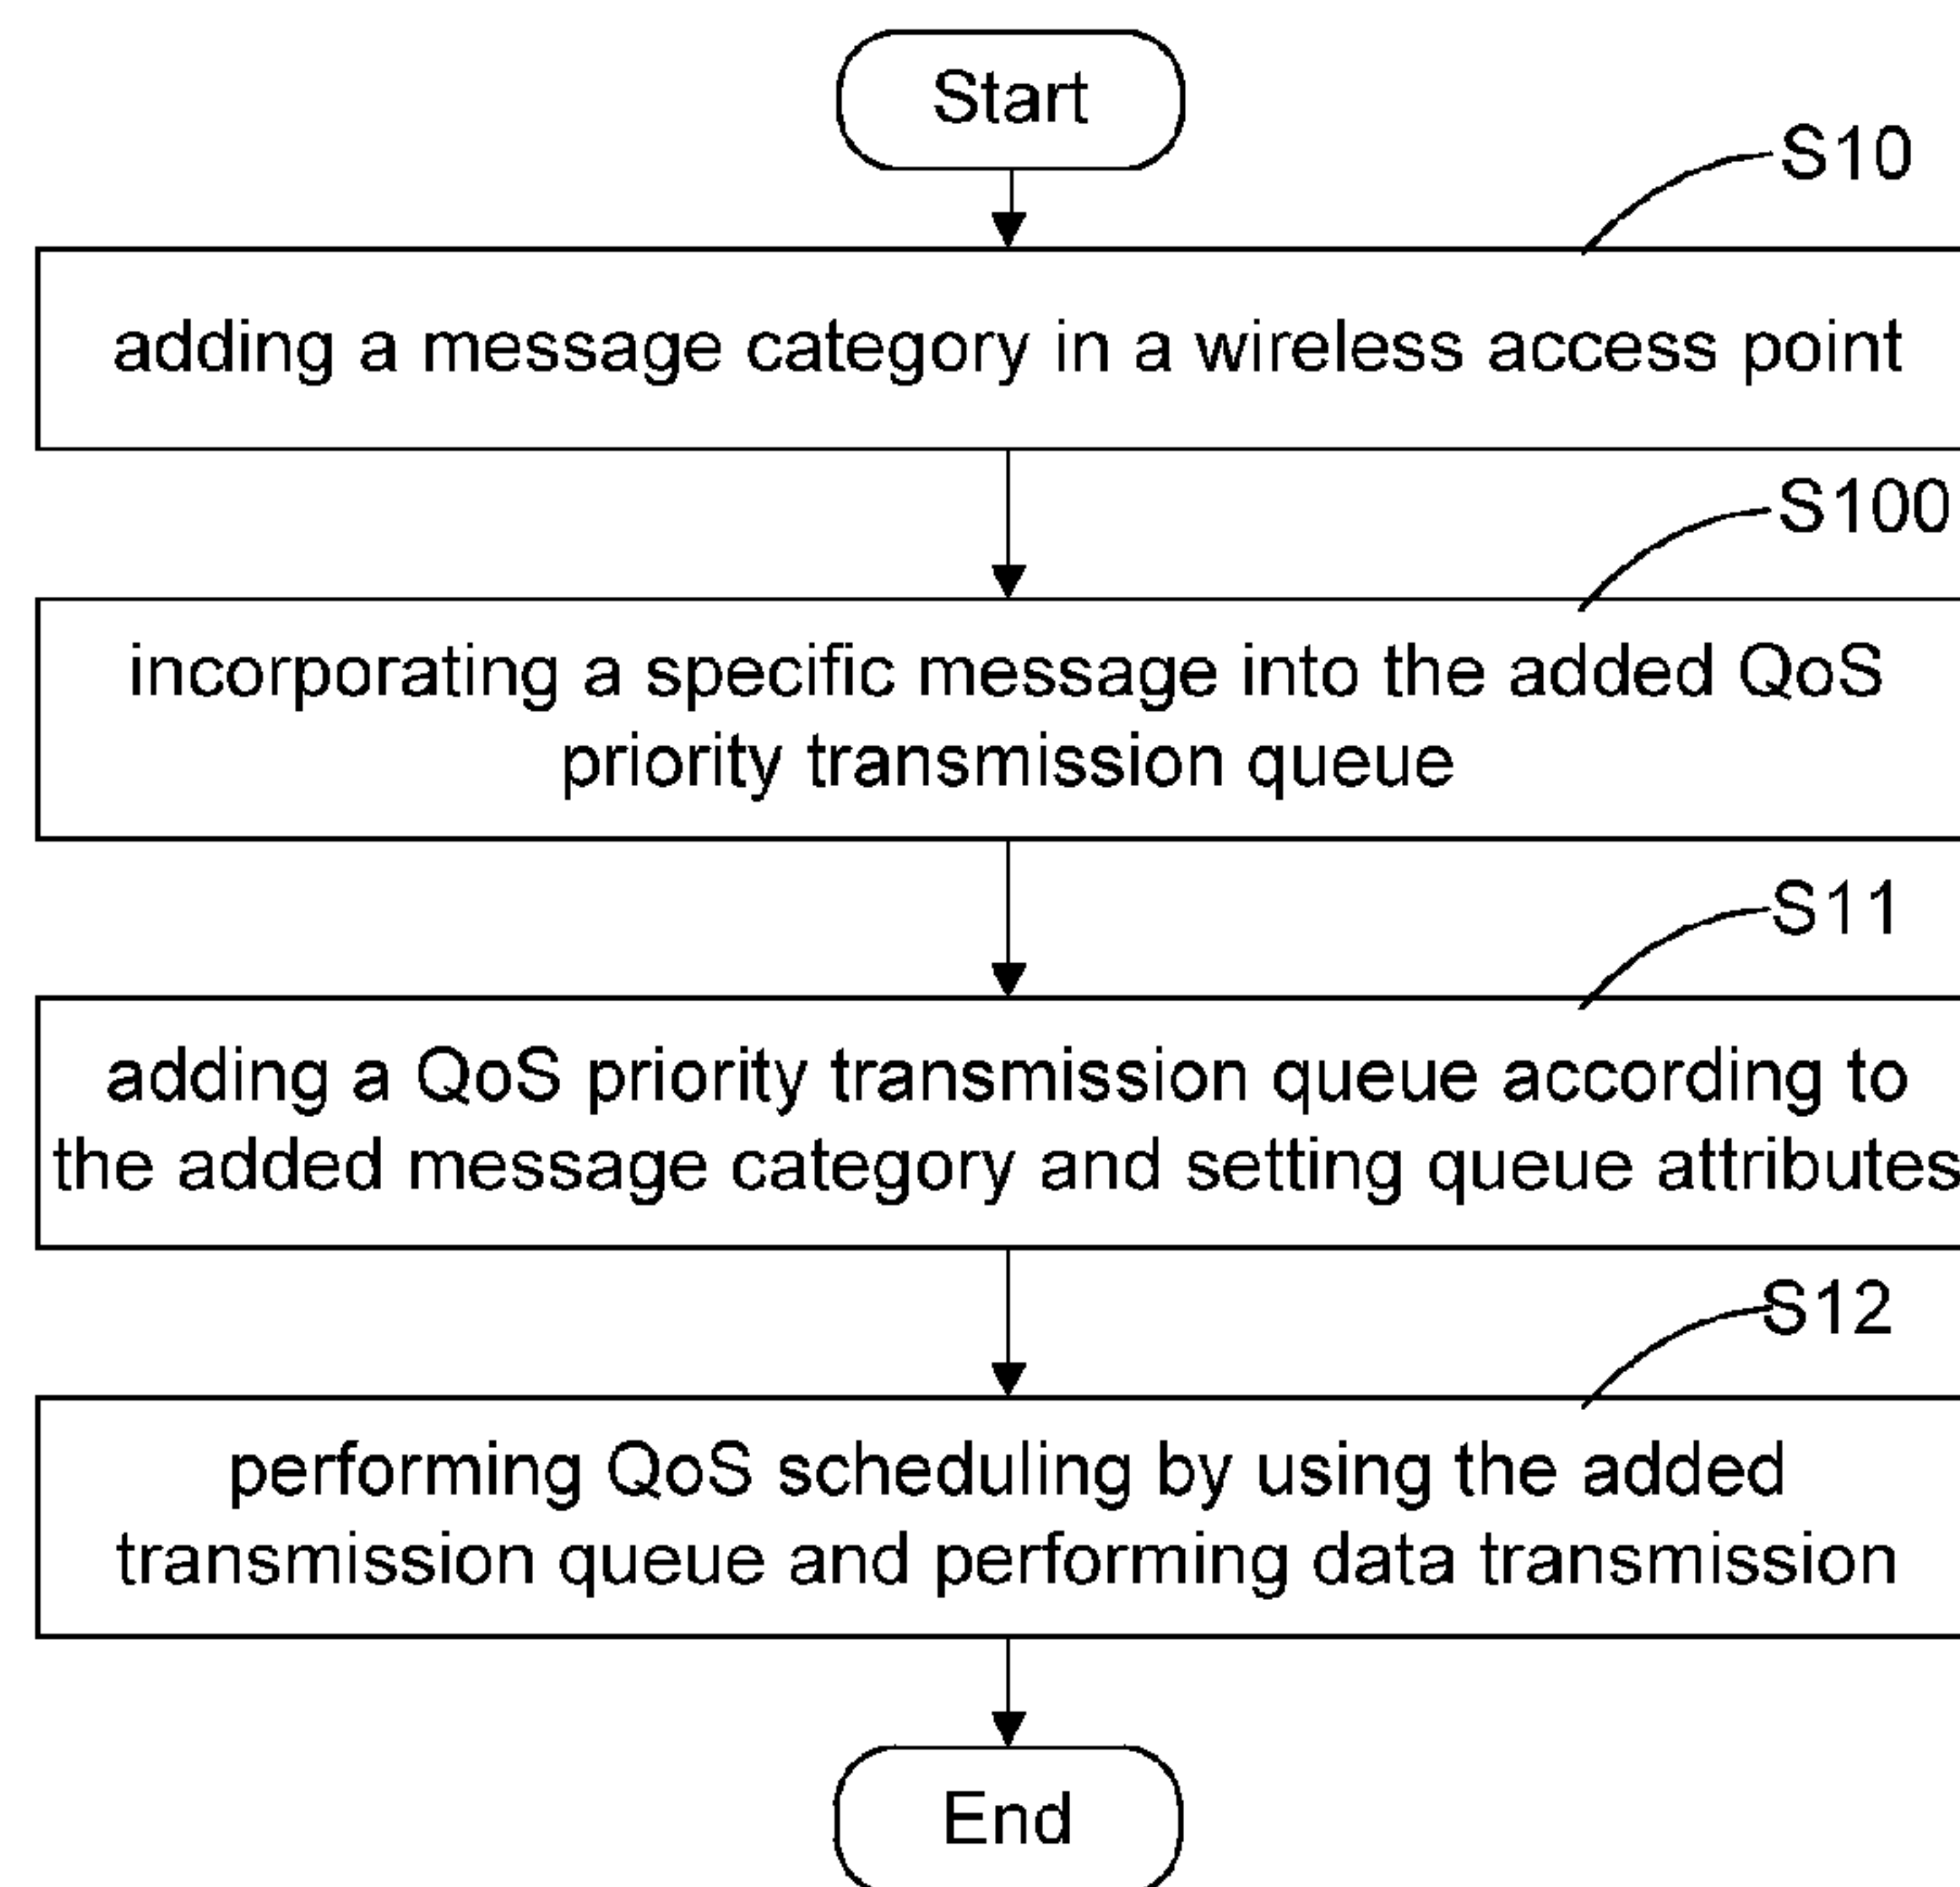 Start
S10
adding a message category in a wireless access point
S100
incorporating a specific message into the added QoS
priority transmission queue
S11
adding a QoS priority transmission queue according to
the added message category and setting queue attributes
S12
performing QoS scheduling by using the added
transmission queue and performing data transmission
End